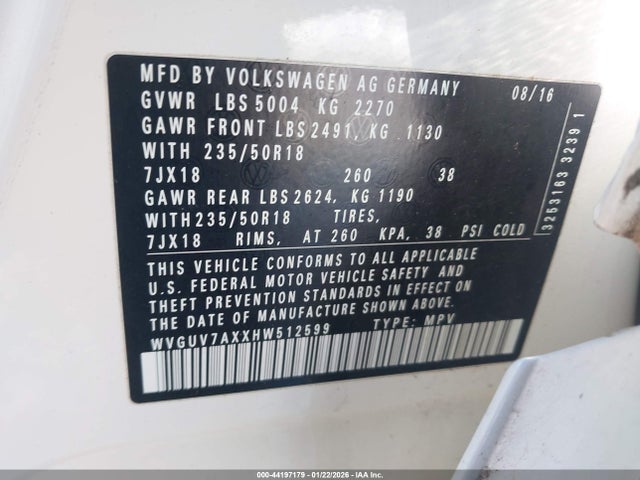 MFD BY VOLKSWAGEN AG GERMANY 08/16
GVWR LBS 5004 KG 2270
GAWR FRONT LBS 2491, KG 1130
WITH 235/50R18
7JX18 260 38
GAWR REAR LBS 2624, KG 1190
WITH 235/50R18 TIRES,
7JX18 RIMS, AT 260 KPA, 38 PSI COLD
THIS VEHICLE CONFORMS TO ALL APPLICABLE
U.S. FEDERAL MOTOR VEHICLE SAFETY AND
THEFT PREVENTION STANDARDS IN EFFECT ON
THE DATE OF MANUFACTURE SHOWN ABOVE.
WVGUV7AXXHW512599 TYPE: MPV
3253163 3239 1
000-44197179 - 01/22/2026 - IAA Inc.